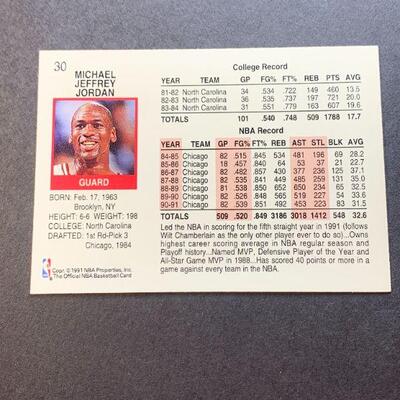 30
MICHAEL
JEFFREY
JORDAN
GUARD
BORN: Feb. 17, 1963
Brooklyn, NY
HEIGHT: 6-6 WEIGHT: 198
COLLEGE: North Carolina
DRAFTED: 1st Rd-Pick 3
Chicago, 1984
NBA
Copr. © 1991 NBA Properties, Inc.
The Official NBA Basketball Card
College Record
YEAR TEAM GP FG% FT% REB PTS AVG
81-82 North Carolina 34 .534 .722 149 460 13.5
82-83 North Carolina 36 .535 .737 197 721 20.0
83-84 North Carolina 31 .551 .779 163 607 19.6
TOTALS 101 .540 .748 509 1788 17.7
NBA Record
YEAR TEAM GP FG% FT% REB AST STL BLK AVG
84-85 Chicago 82 .515 .845 534 481 196 69 28.2
85-86 Chicago 18 .457 .840 64 53 37 21 22.7
86-87 Chicago 82 .482 .857 430 377 236 125 37.1
87-88 Chicago 82 .535 .841 449 485 259 131 35.0
88-89 Chicago 81 .538 .850 652 650 234 65 32.5
89-90 Chicago 82 .526 .848 565 519 227 54 33.6
90-91 Chicago 82 .539 .851 492 453 223 83 31.5
TOTALS 509 .520 .849 3186 3018 1412 548 32.6
Led the NBA in scoring for the fifth straight year in 1991 (follows
Wilt Chamberlain as the only other player ever to do so)...Owns
highest career scoring average in NBA regular season and
Playoff history...Named MVP, Defensive Player of the Year and
All-Star Game MVP in 1988...Has scored 40 points or more in a
game against every team in the NBA.